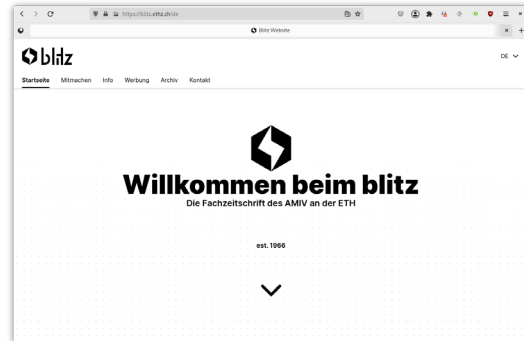 https://blitz.ethz.ch/de
Blitz Website
blitz
DE
Startseite Mitmachen Info Werbung Archiv Kontakt
Willkommen beim blitz
Die Fachzeitschrift des AMIV an der ETH
est. 1966